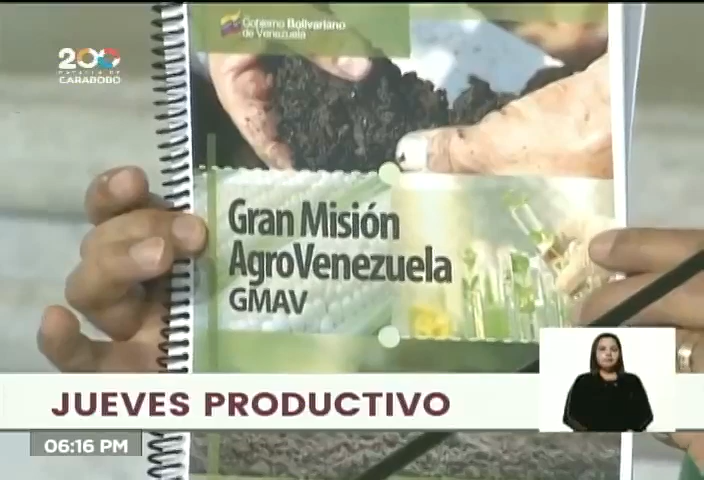 Gobierno Bolivariano
de Venezuela
200
BATALLA DE
CARABOBO
Gran Misión
AgroVenezuela
GMAV
JUEVES PRODUCTIVO
06:16 PM